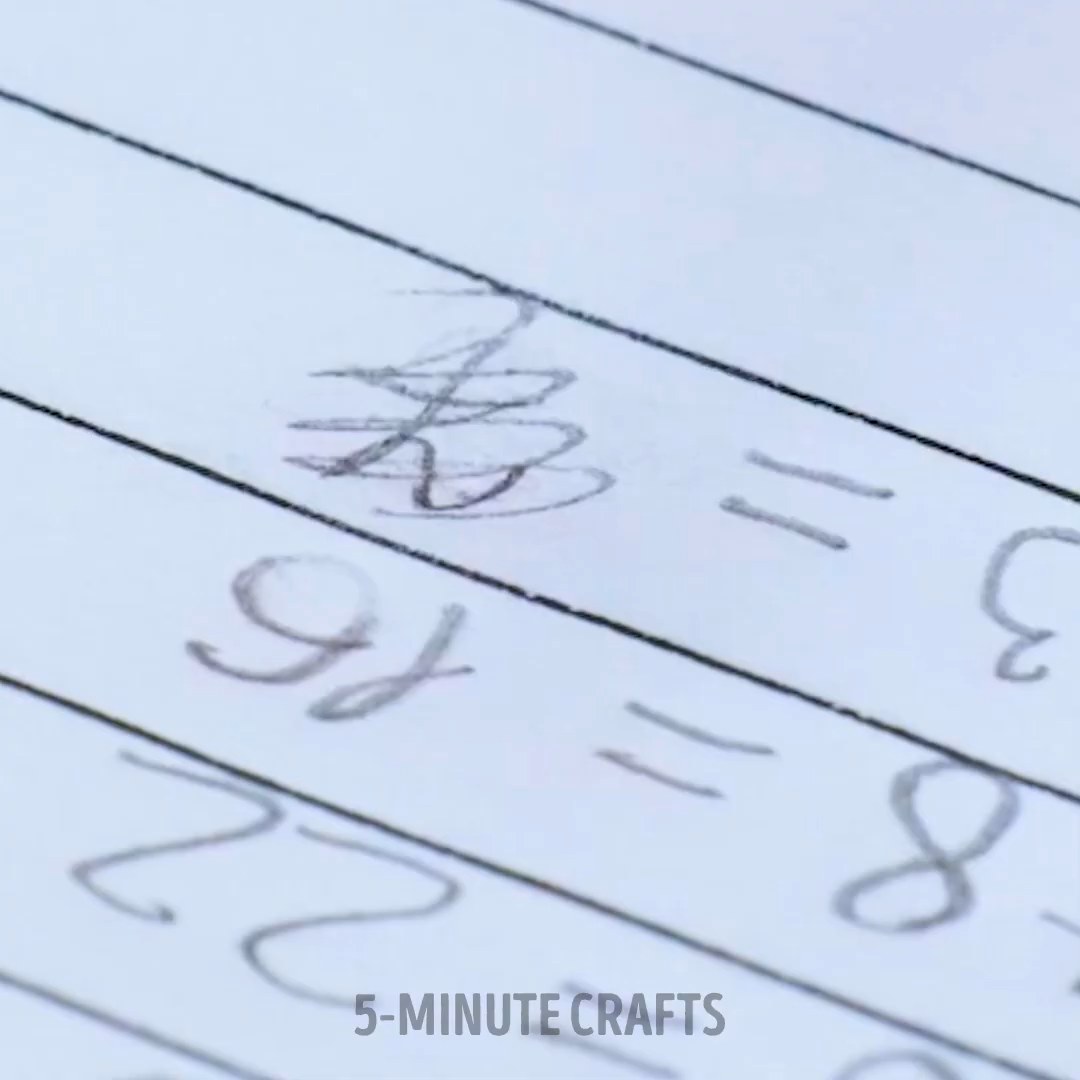 = 22
8 = 16
3 =
5-MINUTE CRAFTS